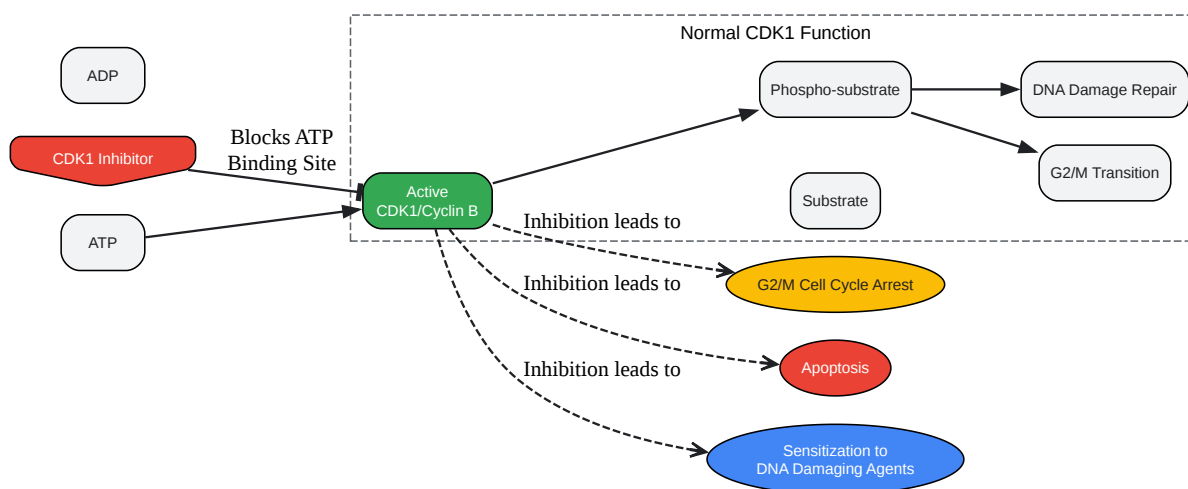 Normal CDK1 Function
ADP
Phospho-substrate
DNA Damage Repair
Blocks ATP
Binding Site
CDK1 Inhibitor
G2/M Transition
Active
CDK1/Cyclin B
Substrate
ATP
Inhibition leads to
G2/M Cell Cycle Arrest
Inhibition leads to
Apoptosis
Inhibition leads to
Sensitization to
DNA Damaging Agents